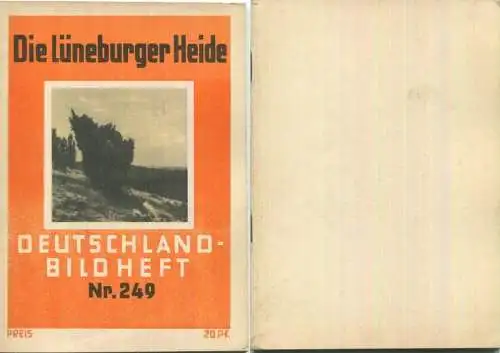 Die Lüneburger Heide
DEUTSCHLAND-
BILDHEFT
Nr. 249
PREIS 20 Pf.